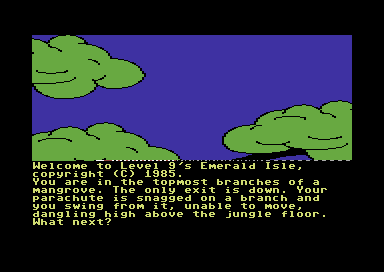 Welcome to Level 9's Emerald Isle,
copyright (C) 1985.
You are in the topmost branches of a
mangrove. The only exit is down. Your
parachute is snagged on a branch and
you swing from it, unable to move,
dangling high above the jungle floor.
What next?